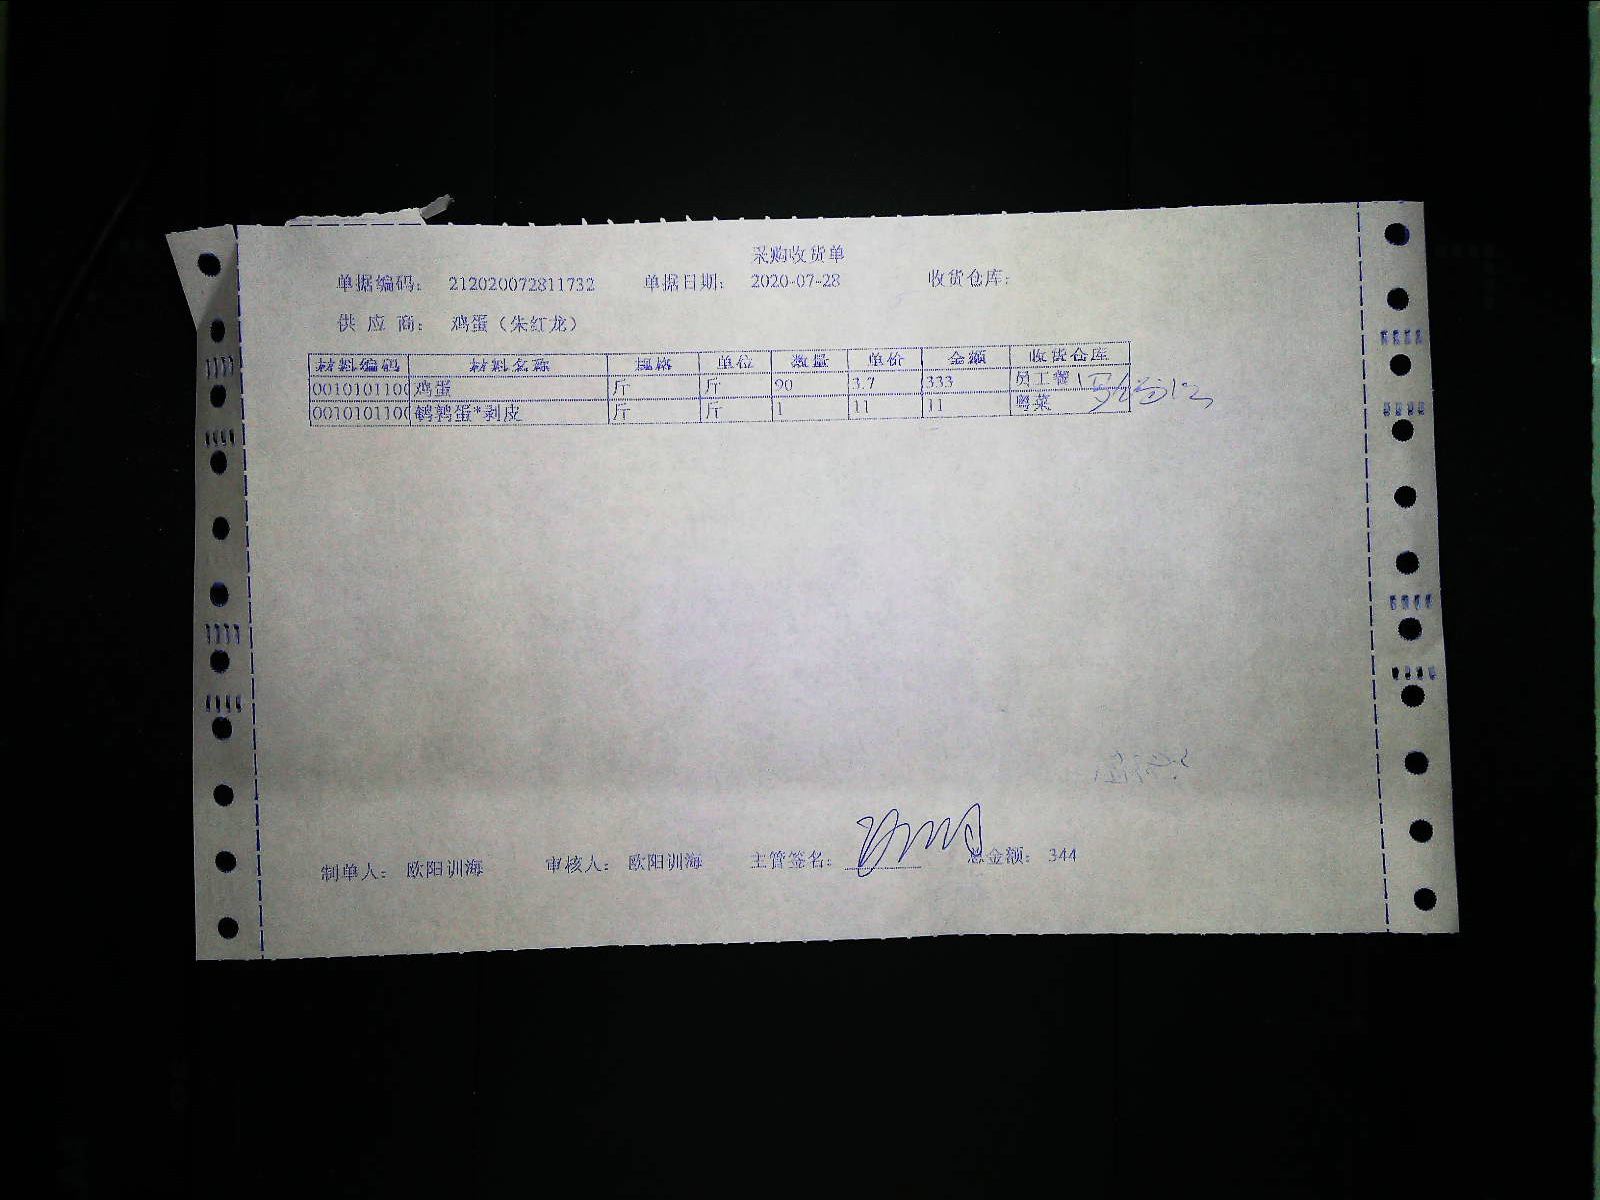 采购收货单
单据编码： 212020072811732 单据日期： 2020-07-28 收货仓库：
供 应 商： 鸡蛋（朱红龙）
材料编码 材料名称 规格 单位 数量 单价 金额 收货仓库
0010101100 鸡蛋 斤 斤 90 3.7 333 员工餐
0010101100 鹌鹑蛋*剥皮 斤 斤 1 11 11 粤菜
制单人： 欧阳训海 审核人： 欧阳训海 主管签名： 总金额： 344